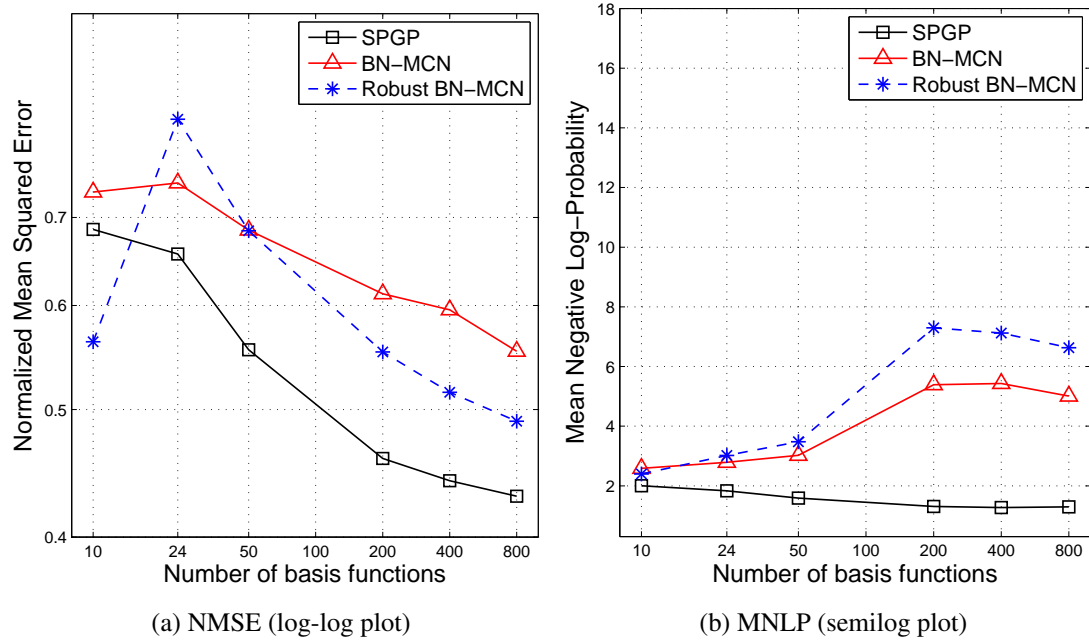 SPGP
BN−MCN
Robust BN−MCN
Normalized Mean Squared Error
0.7
0.6
0.5
0.4
10 24 50 100 200 400 800
Number of basis functions
(a) NMSE (log-log plot)
SPGP
BN−MCN
Robust BN−MCN
Mean Negative Log−Probability
18
16
14
12
10
8
6
4
2
10 24 50 100 200 400 800
Number of basis functions
(b) MNLP (semilog plot)